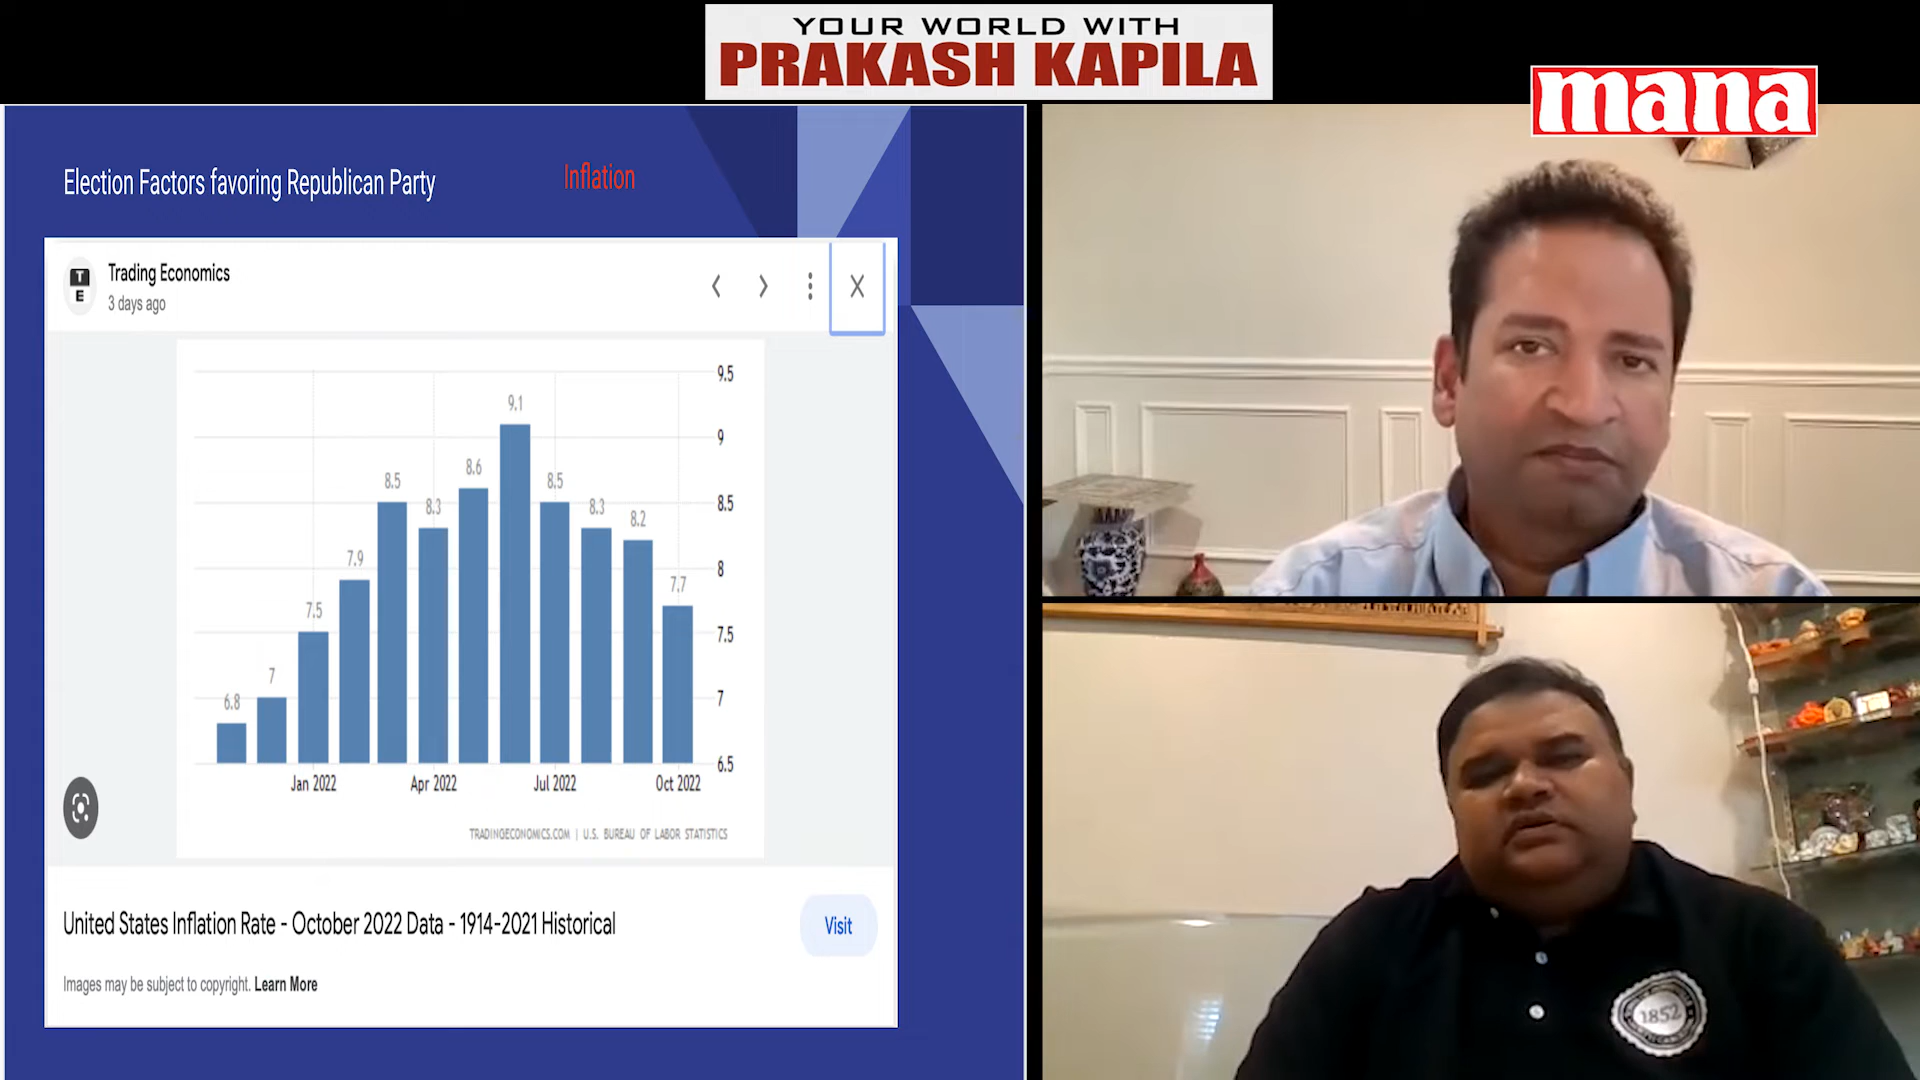 YOUR WORLD WITH
PRAKASH KAPILA
mana
Election Factors favoring Republican Party
Inflation
T
E
Trading Economics
3 days ago
9.5
9
8.5
8
7.5
7
6.5
6.8
7
7.5
7.9
8.5
8.3
8.6
9.1
8.5
8.3
8.2
7.7
Jan 2022
Apr 2022
Jul 2022
Oct 2022
TRADINGECONOMICS.COM | U.S. BUREAU OF LABOR STATISTICS
United States Inflation Rate - October 2022 Data - 1914-2021 Historical
Visit
Images may be subject to copyright. Learn More
1852